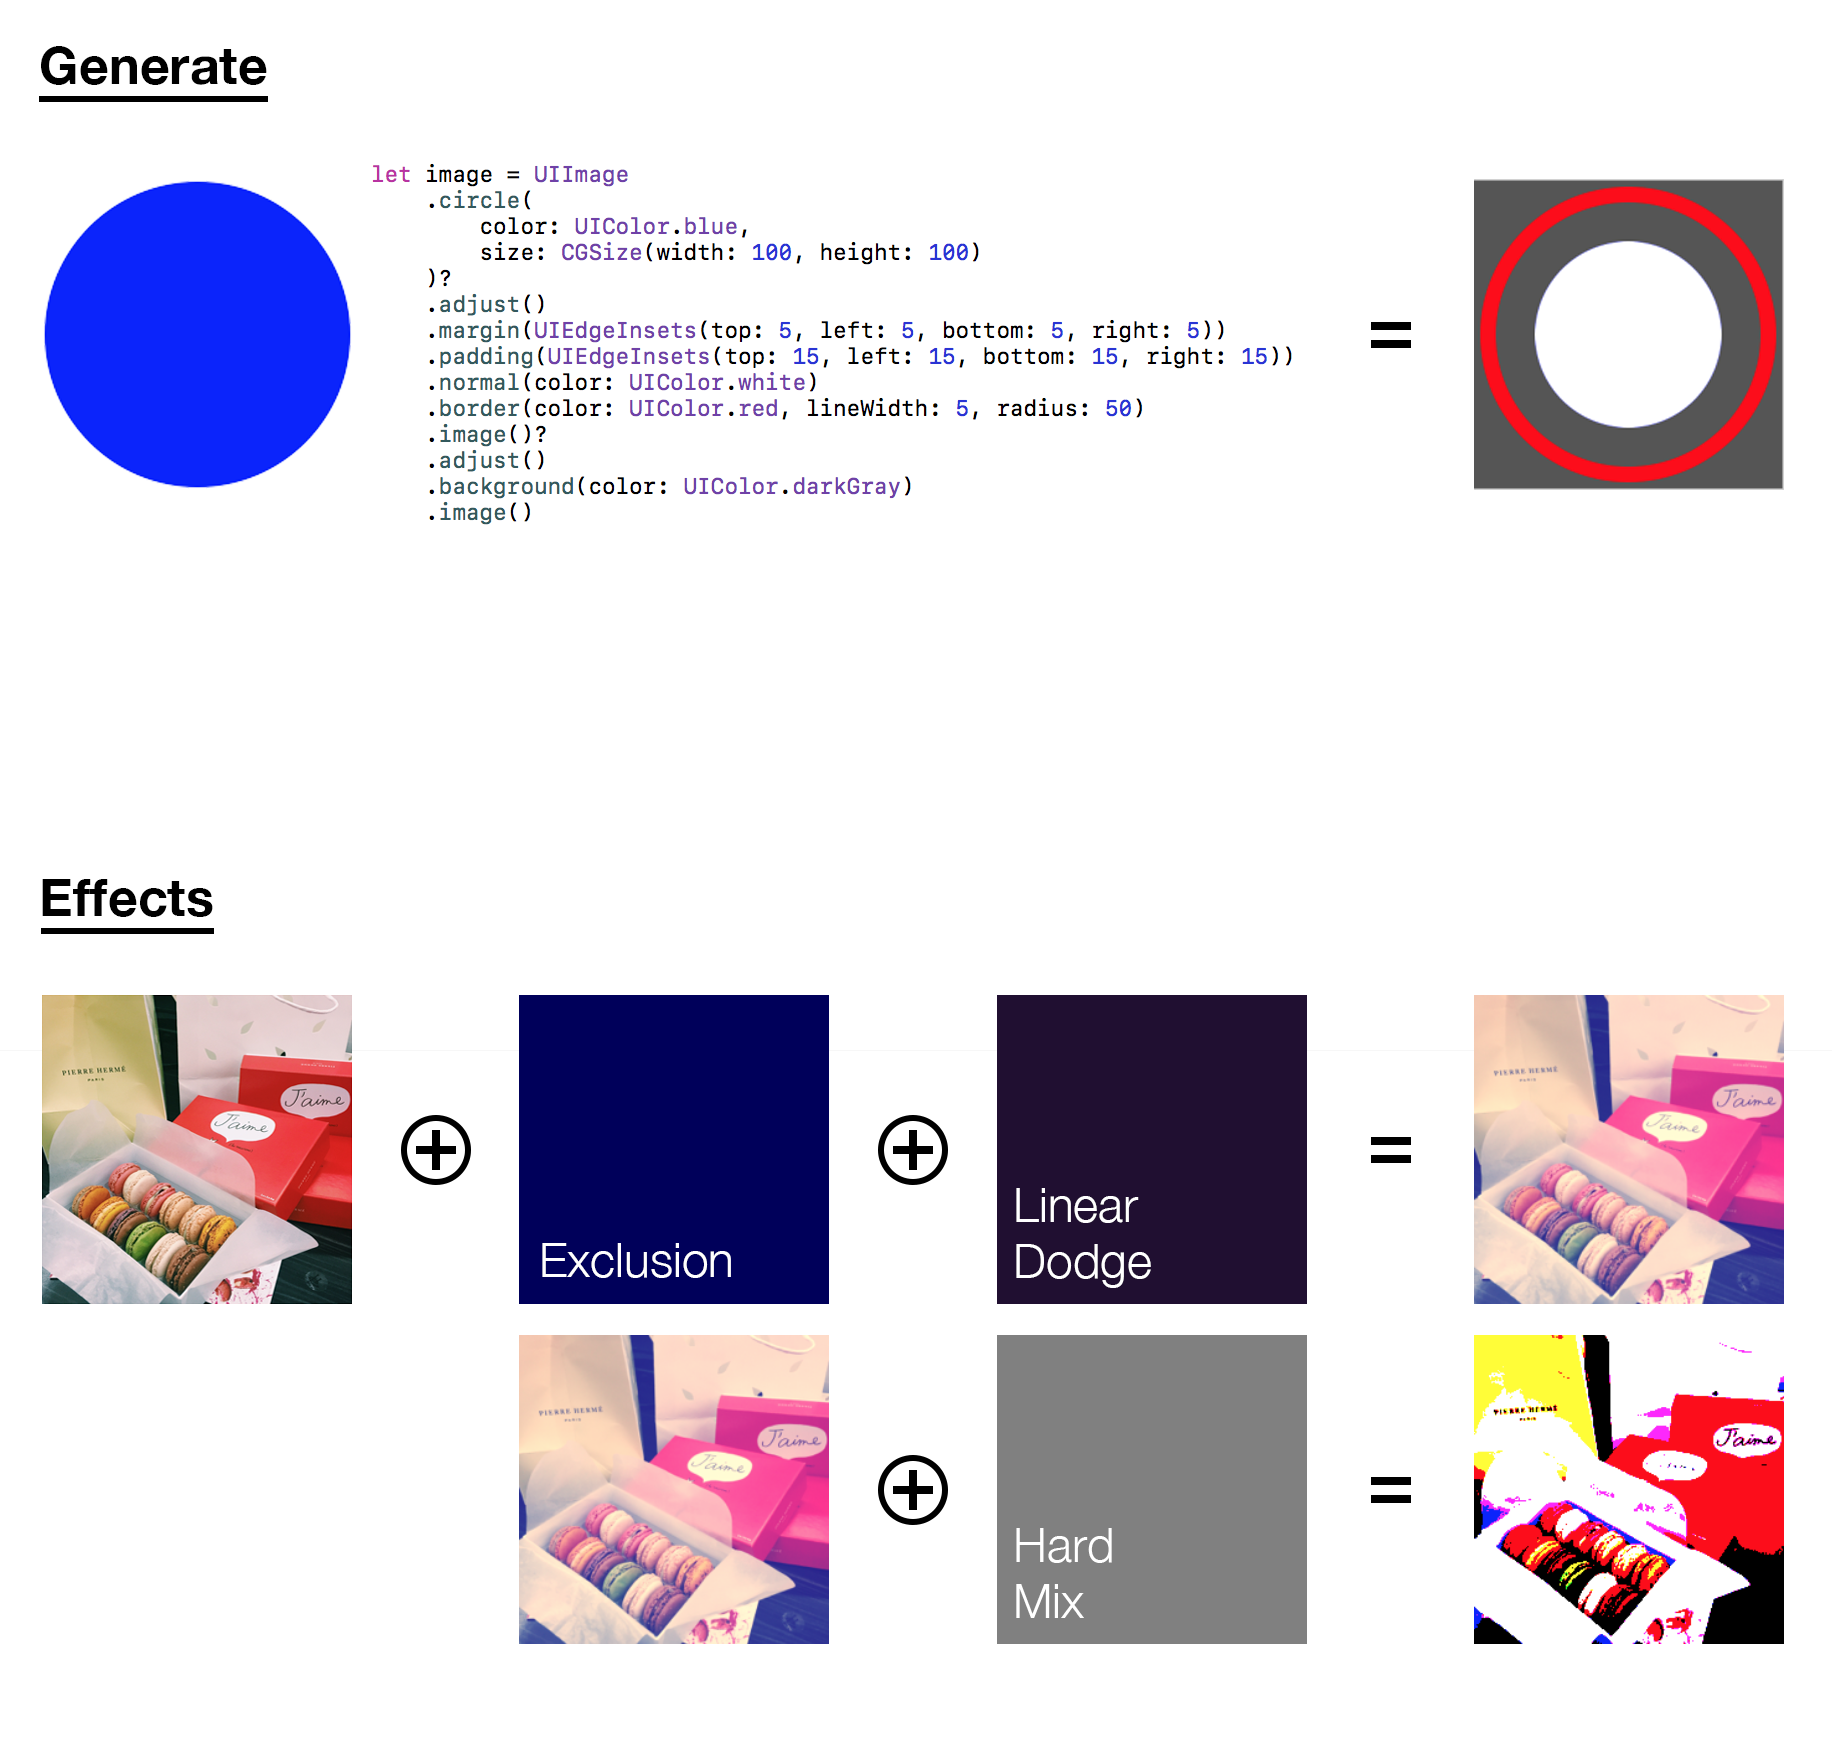 Generate
let image = UIImage
.circle(
color: UIColor.blue,
size: CGSize(width: 100, height: 100)
)?
.adjust()
.margin(UIEdgeInsets(top: 5, left: 5, bottom: 5, right: 5))
.padding(UIEdgeInsets(top: 15, left: 15, bottom: 15, right: 15))
.normal(color: UIColor.white)
.border(color: UIColor.red, lineWidth: 5, radius: 50)
.image()?
.adjust()
.background(color: UIColor.darkGray)
.image()
=
Effects
PIERRE HERMÉ
PARIS
J'aime
J'aime
Exclusion
Linear
Dodge
=
PIERRE HERMÉ
PARIS
J'aime
J'aime
PIERRE HERMÉ
PARIS
J'aime
J'aime
Hard
Mix
=
PIERRE HERMÉ
PARIS
J'aime
J'aime